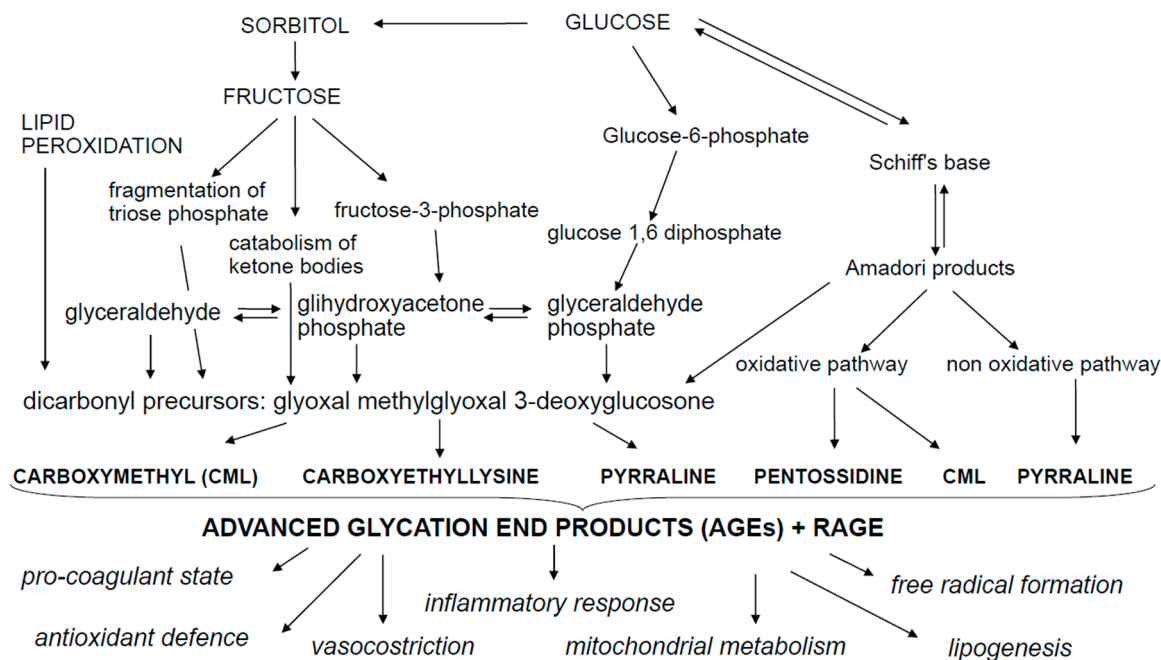 SORBITOL
GLUCOSE
FRUCTOSE
LIPID
PEROXIDATION
Glucose-6-phosphate
Schiff's base
fragmentation of
triose phosphate
fructose-3-phosphate
catabolism of
ketone bodies
glucose 1,6 diphosphate
Amadori products
glyceraldehyde
glihydroxyacetone
phosphate
glyceraldehyde
phosphate
oxidative pathway
non oxidative pathway
dicarbonyl precursors: glyoxal methylglyoxal 3-deoxyglucosone
CARBOXYMETHYL (CML)
CARBOXYETHYLLYSINE
PYRRALINE
PENTOSSIDINE
CML
PYRRALINE
ADVANCED GLYCATION END PRODUCTS (AGEs) + RAGE
pro-coagulant state
inflammatory response
free radical formation
antioxidant defence
vasocostriction
mitochondrial metabolism
lipogenesis